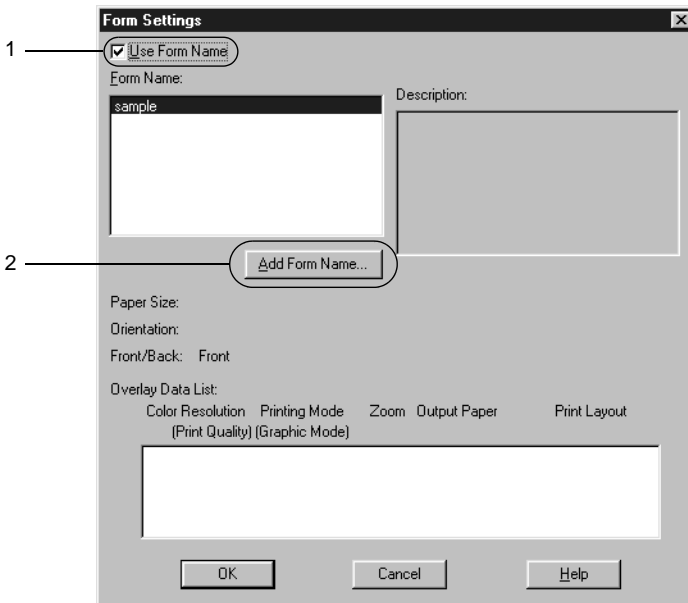 Form Settings
1
Use Form Name
Form Name:
sample
Description:
2
Add Form Name...
Paper Size:
Orientation:
Front/Back: Front
Overlay Data List:
Color Resolution Printing Mode Zoom Output Paper Print Layout
(Print Quality) (Graphic Mode)
OK Cancel Help